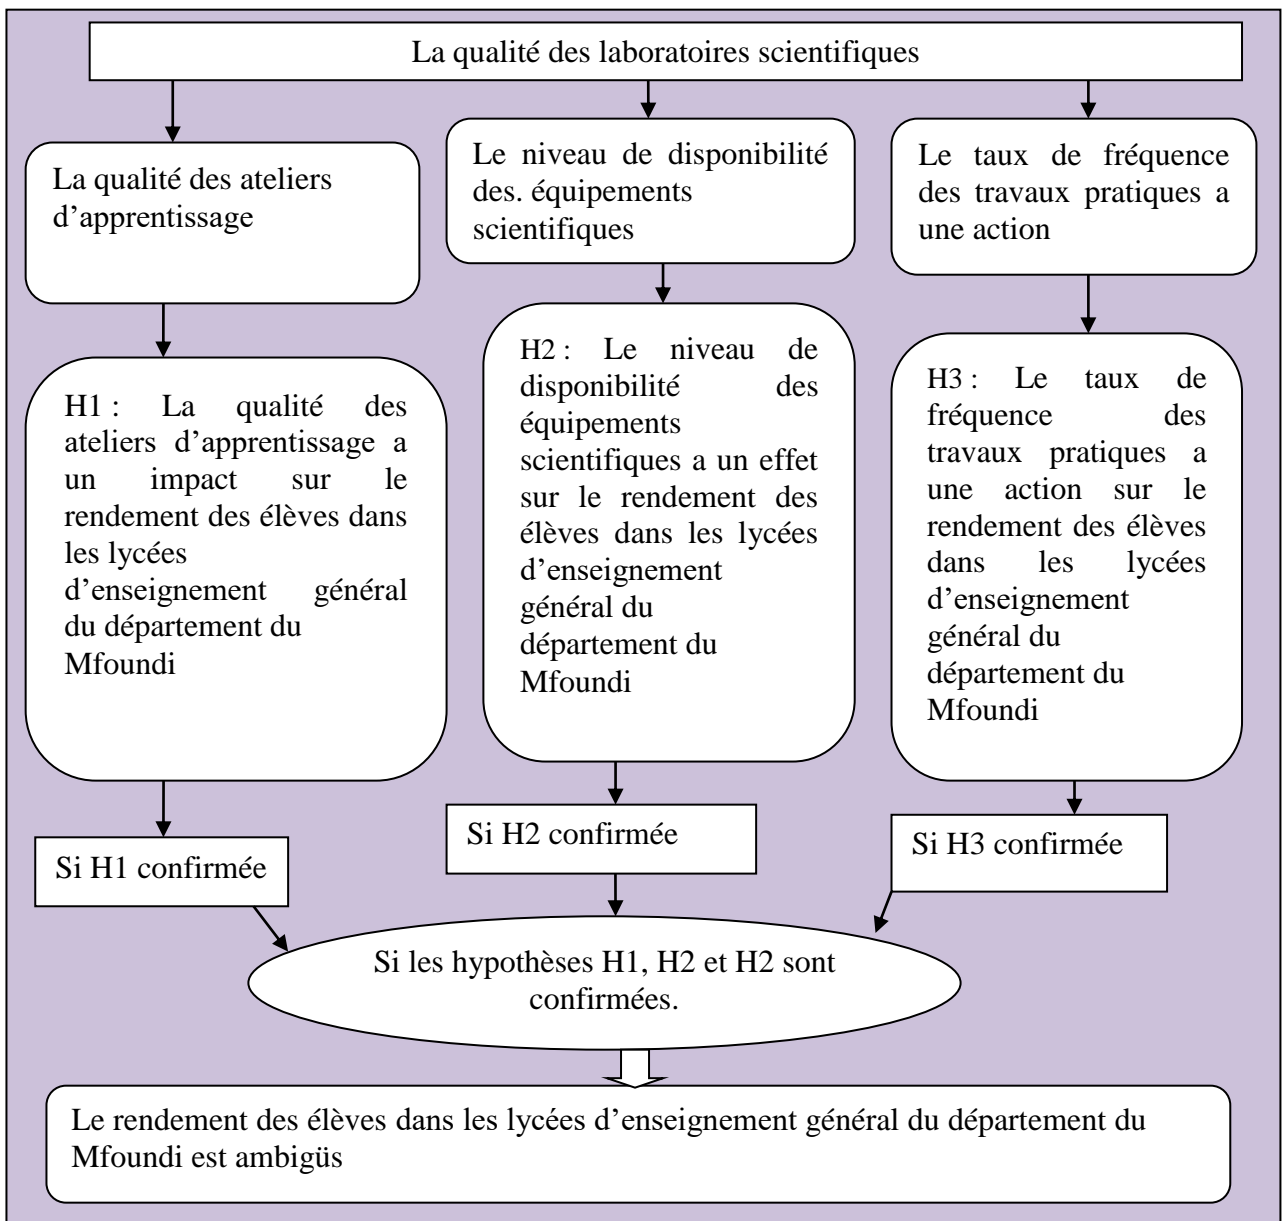 La qualité des laboratoires scientifiques
La qualité des ateliers
d’apprentissage
Le niveau de disponibilité
des. équipements
scientifiques
Le taux de fréquence
des travaux pratiques a
une action
H1 : La qualité des
ateliers d’apprentissage a
un impact sur le
rendement des élèves dans
les lycées
d’enseignement général
du département du
Mfoundi
H2 : Le niveau de
disponibilité des
équipements
scientifiques a un effet
sur le rendement des
élèves dans les lycées
d’enseignement
général du
département du
Mfoundi
H3 : Le taux de
fréquence des
travaux pratiques a
une action sur le
rendement des élèves
dans les lycées
d’enseignement
général du
département du
Mfoundi
Si H1 confirmée
Si H2 confirmée
Si H3 confirmée
Si les hypothèses H1, H2 et H2 sont
confirmées.
Le rendement des élèves dans les lycées d’enseignement général du département du
Mfoundi est ambigüs